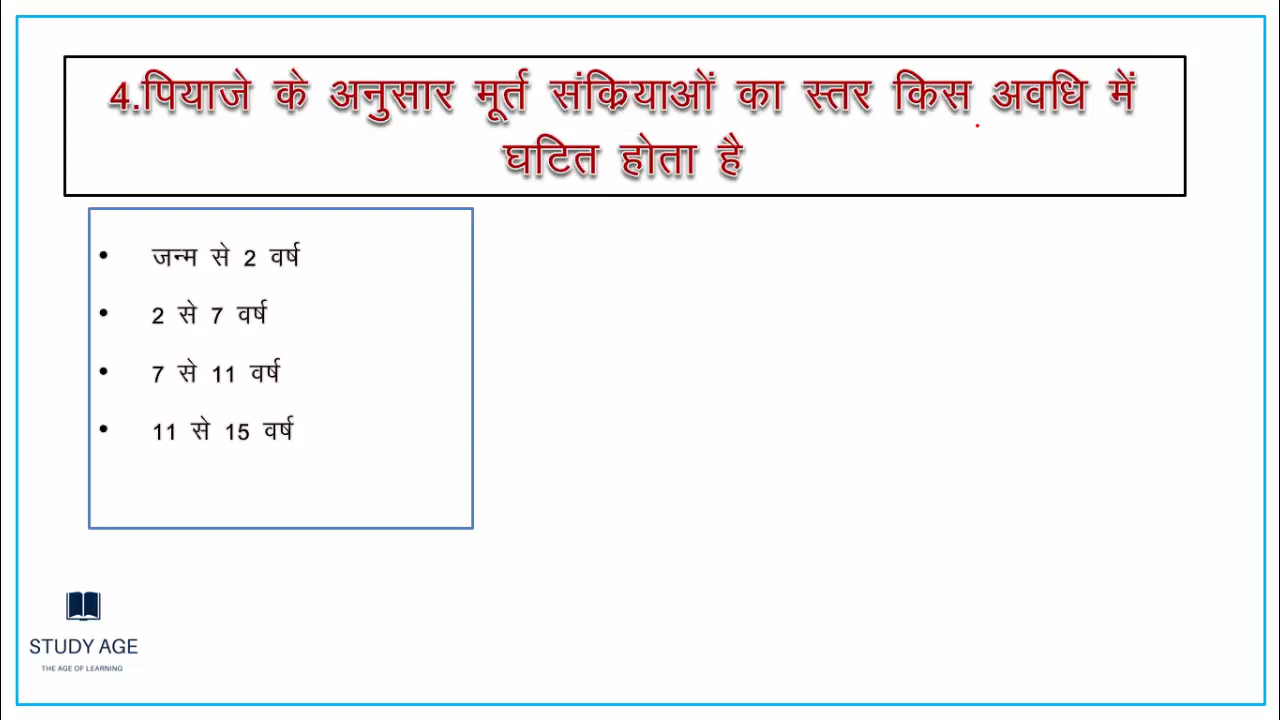 4.पियाजे के अनुसार मूर्त संक्रियाओं का स्तर किस अवधि में
घटित होता है
• जन्म से 2 वर्ष
• 2 से 7 वर्ष
• 7 से 11 वर्ष
• 11 से 15 वर्ष
STUDY AGE
THE AGE OF LEARNING